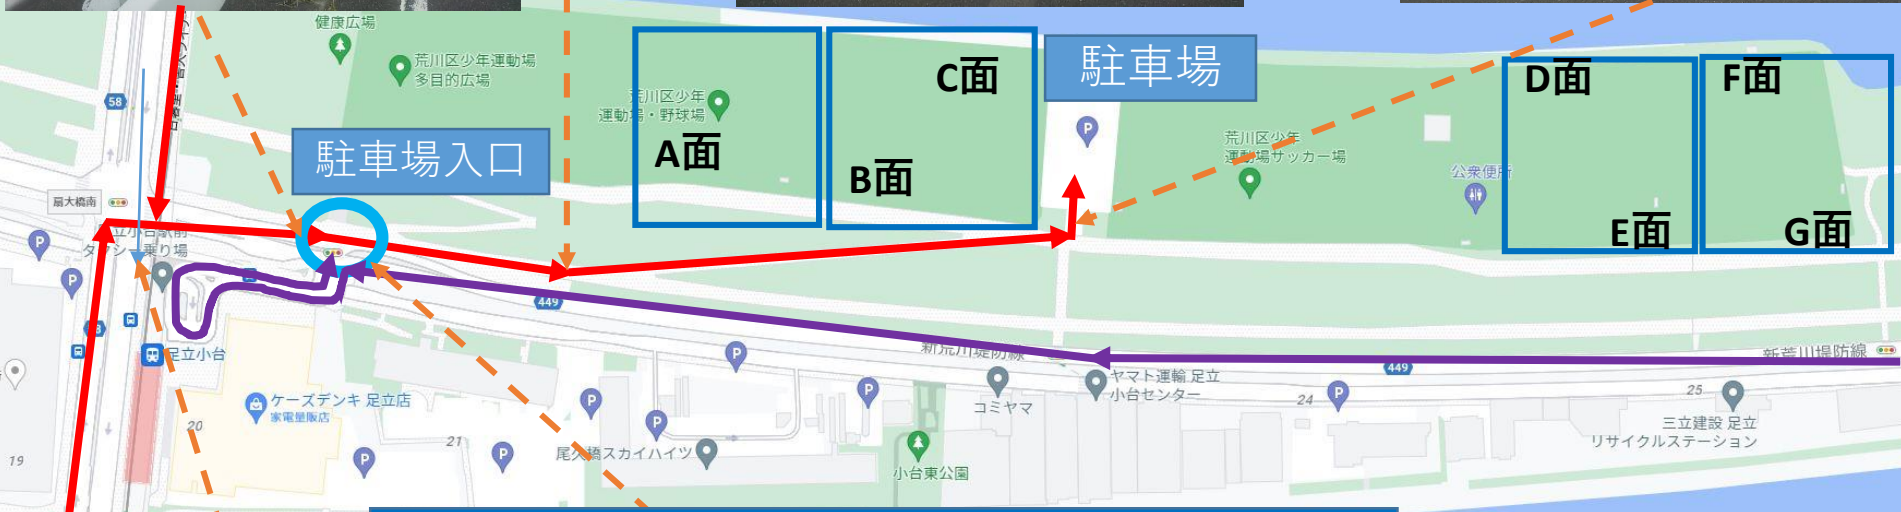 健康広場
荒川区少年運動場
多目的広場
荒川区少年
運動場・野球場
A面
B面
C面
駐車場
P
D面
E面
F面
G面
荒川区少年
運動場サッカー場
公衆便所
58
駐車場入口
扇大橋南
P
P
449
足立小台
ケーズデンキ 足立店
家電量販店
20
21
19
P
P
P
P
P
P
尾久橋スカイハイツ
小台東公園
コミヤマ
新荒川堤防線
ヤマト運輸 足立
小台センター
24
P
449
新荒川堤防線
25
三立建設 足立
リサイクルステーション